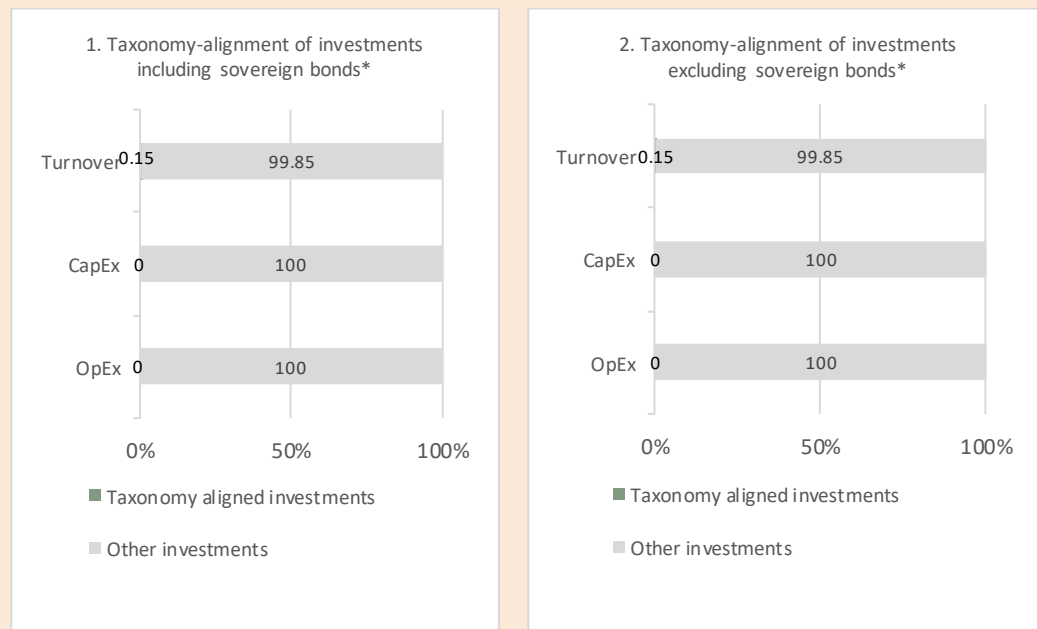 1. Taxonomy-alignment of investments
including sovereign bonds*
Turnover 0.15 99.85
CapEx 0 100
OpEx 0 100
0% 50% 100%
Taxonomy aligned investments
Other investments
2. Taxonomy-alignment of investments
excluding sovereign bonds*
Turnover 0.15 99.85
CapEx 0 100
OpEx 0 100
0% 50% 100%
Taxonomy aligned investments
Other investments